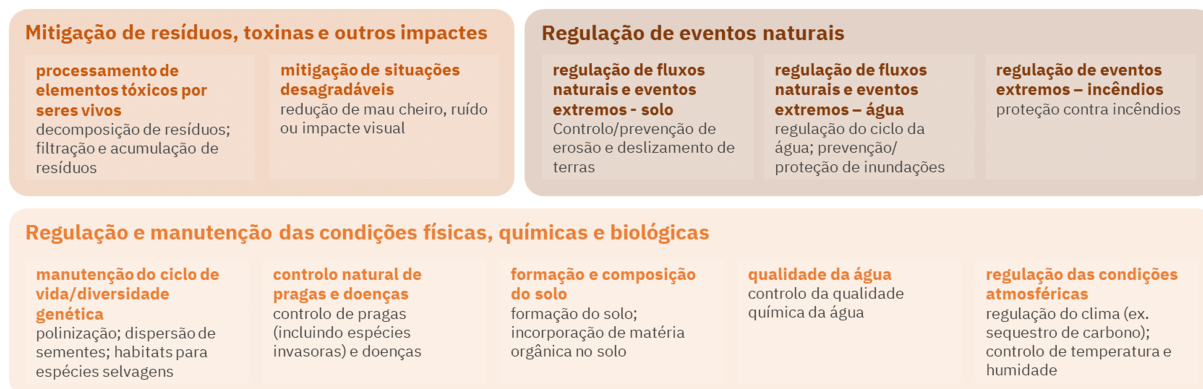 Mitigação de resíduos, toxinas e outros impactes
processamento de
elementos tóxicos por
seres vivos
decomposição de resíduos;
filtração e acumulação de
resíduos
mitigação de situações
desagradáveis
redução de mau cheiro, ruído
ou impacte visual
Regulação de eventos naturais
regulação de fluxos
naturais e eventos
extremos - solo
Controlo/prevenção de
erosão e deslizamento de
terras
regulação de fluxos
naturais e eventos
extremos – água
regulação do ciclo da
água; prevenção/
proteção de inundações
regulação de eventos
extremos – incêndios
proteção contra incêndios
Regulação e manutenção das condições físicas, químicas e biológicas
manutenção do ciclo de
vida/diversidade
genética
polinização; dispersão de
sementes; habitats para
espécies selvagens
controlo natural de
pragas e doenças
controlo de pragas
(incluindo espécies
invasoras) e doenças
formação e composição
do solo
formação do solo;
incorporação de matéria
orgânica no solo
qualidade da água
controlo da qualidade
química da água
regulação das condições
atmosféricas
regulação do clima (ex.
sequestro de carbono);
controlo de temperatura e
humidade